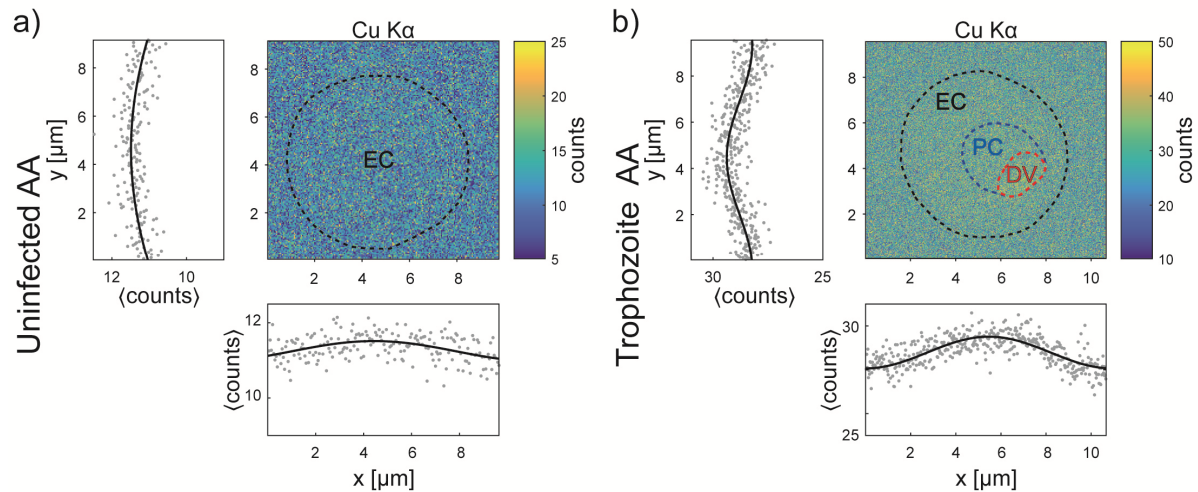 a)
Cu Kα
Uninfected AA
y [µm]
8
6
4
2
12
10
⟨counts⟩
8
6
4
2
EC
2
4
6
8
25
20
15
10
5
counts
12
10
⟨counts⟩
2
4
6
8
x [µm]
b)
Cu Kα
Trophozoite AA
y [µm]
8
6
4
2
30
25
⟨counts⟩
8
6
4
2
EC
PC
DV
2
4
6
8
10
50
40
30
20
10
counts
30
25
⟨counts⟩
2
4
6
8
10
x [µm]